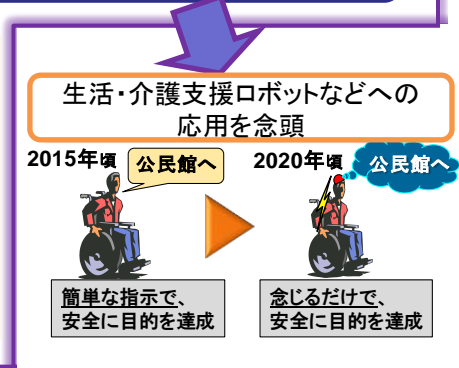 生活・介護支援ロボットなどへの
応用を念頭
2015年頃
公民館へ
2020年頃
公民館へ
簡単な指示で、
安全に目的を達成
念じるだけで、
安全に目的を達成